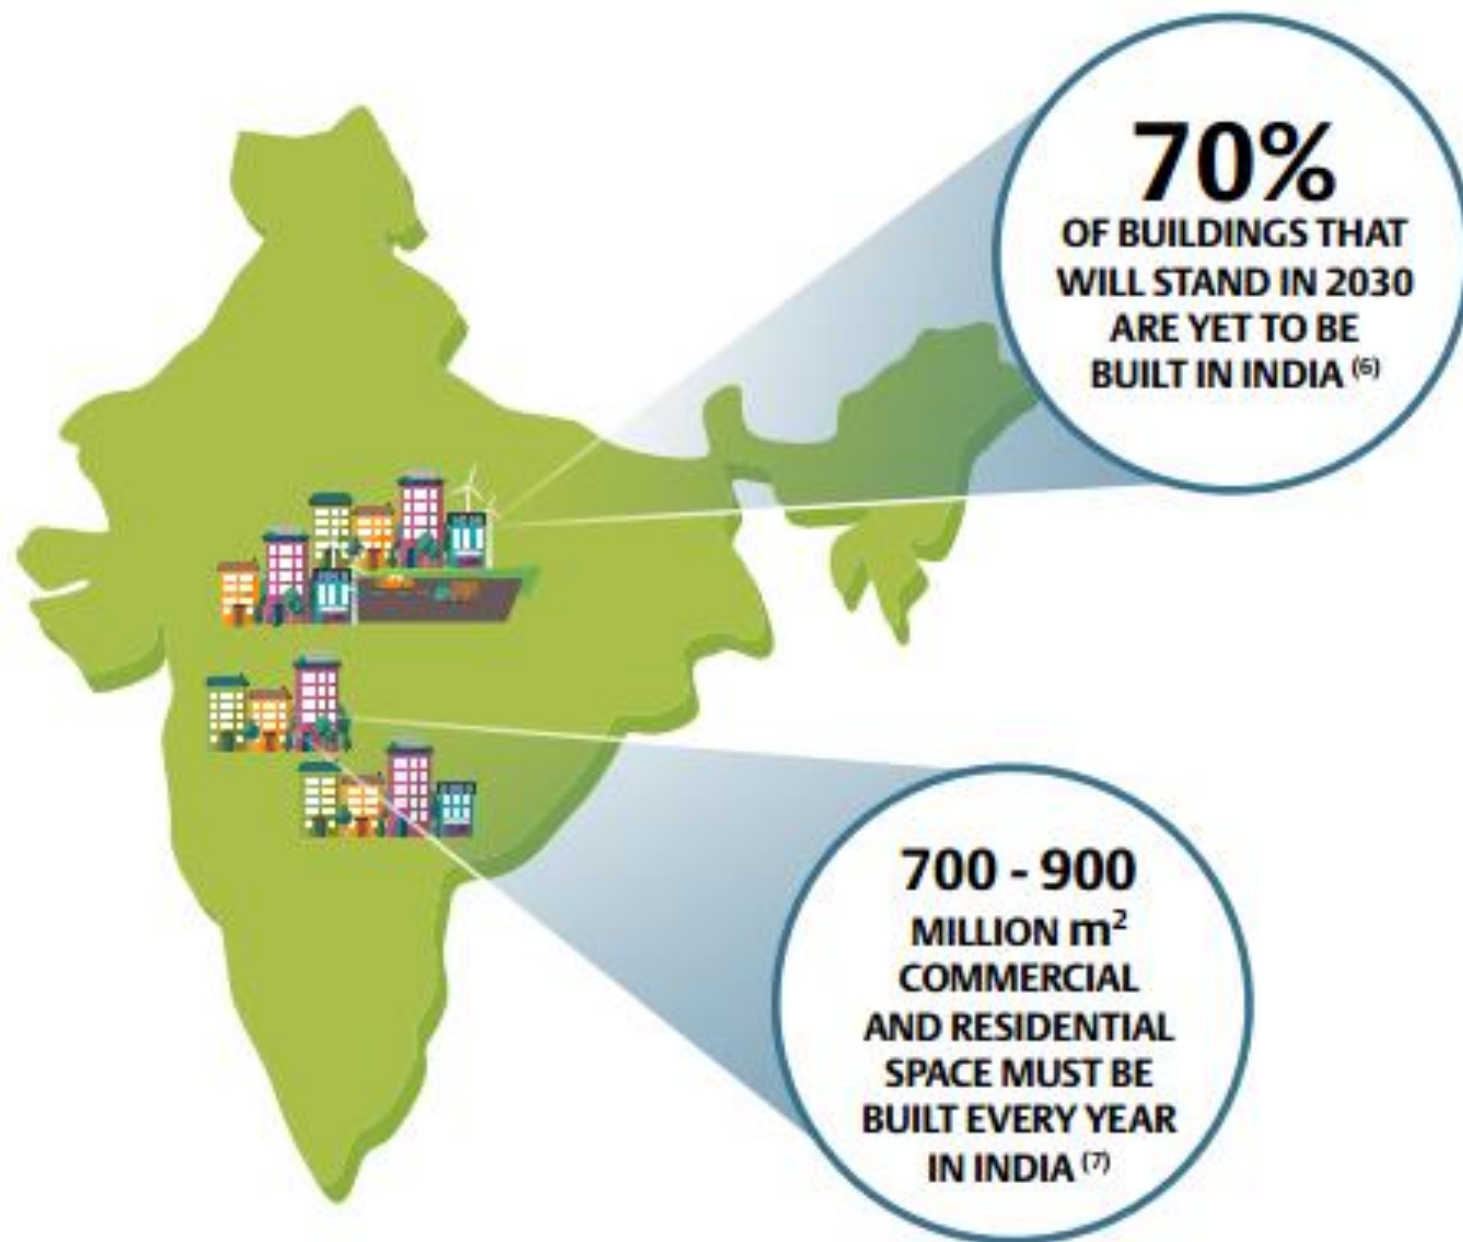 70%
OF BUILDINGS THAT
WILL STAND IN 2030
ARE YET TO BE
BUILT IN INDIA (6)
700 - 900
MILLION m²
COMMERCIAL
AND RESIDENTIAL
SPACE MUST BE
BUILT EVERY YEAR
IN INDIA (7)